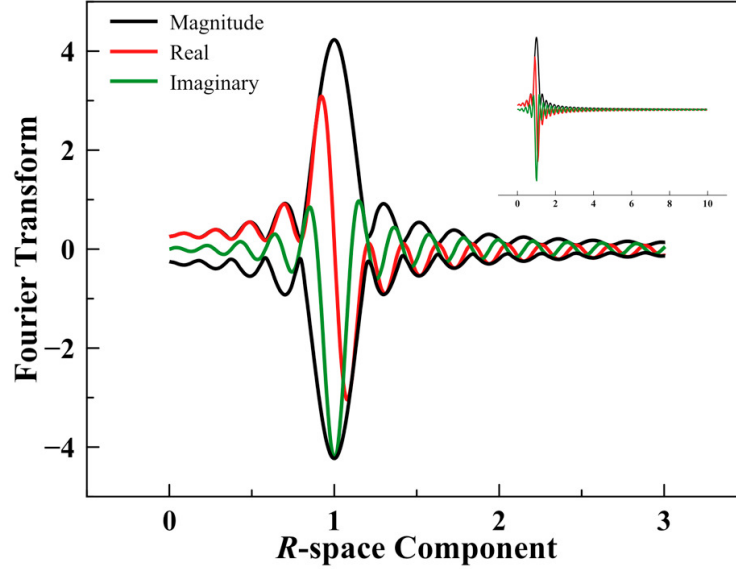 Magnitude
Real
Imaginary
Fourier Transform
4
2
0
−2
−4
0 2 4 6 8 10
0 1 2 3
R-space Component